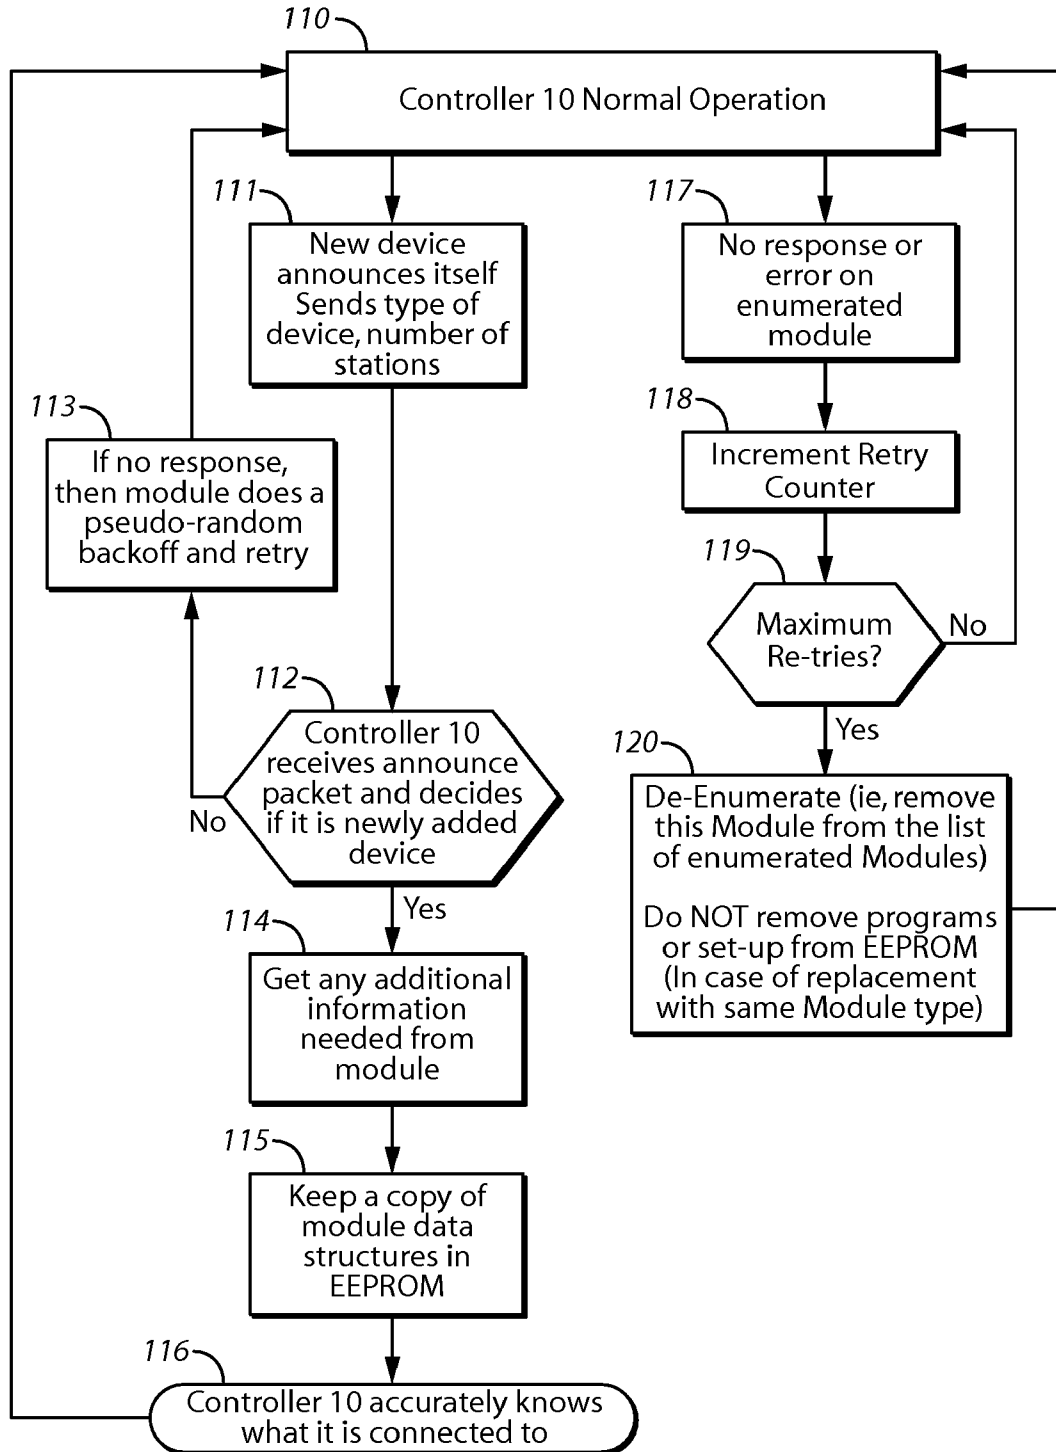 110
Controller 10 Normal Operation
111
New device
announces itself
Sends type of
device, number of
stations
117
No response or
error on
enumerated
module
113
If no response,
then module does a
pseudo-random
backoff and retry
118
Increment Retry
Counter
119
Maximum
Re-tries?
No
Yes
112
Controller 10
receives announce
packet and decides
if it is newly added
device
No
Yes
120
De-Enumerate (ie, remove
this Module from the list
of enumerated Modules)
Do NOT remove programs
or set-up from EEPROM
(In case of replacement
with same Module type)
114
Get any additional
information
needed from
module
115
Keep a copy of
module data
structures in
EEPROM
116
Controller 10 accurately knows
what it is connected to